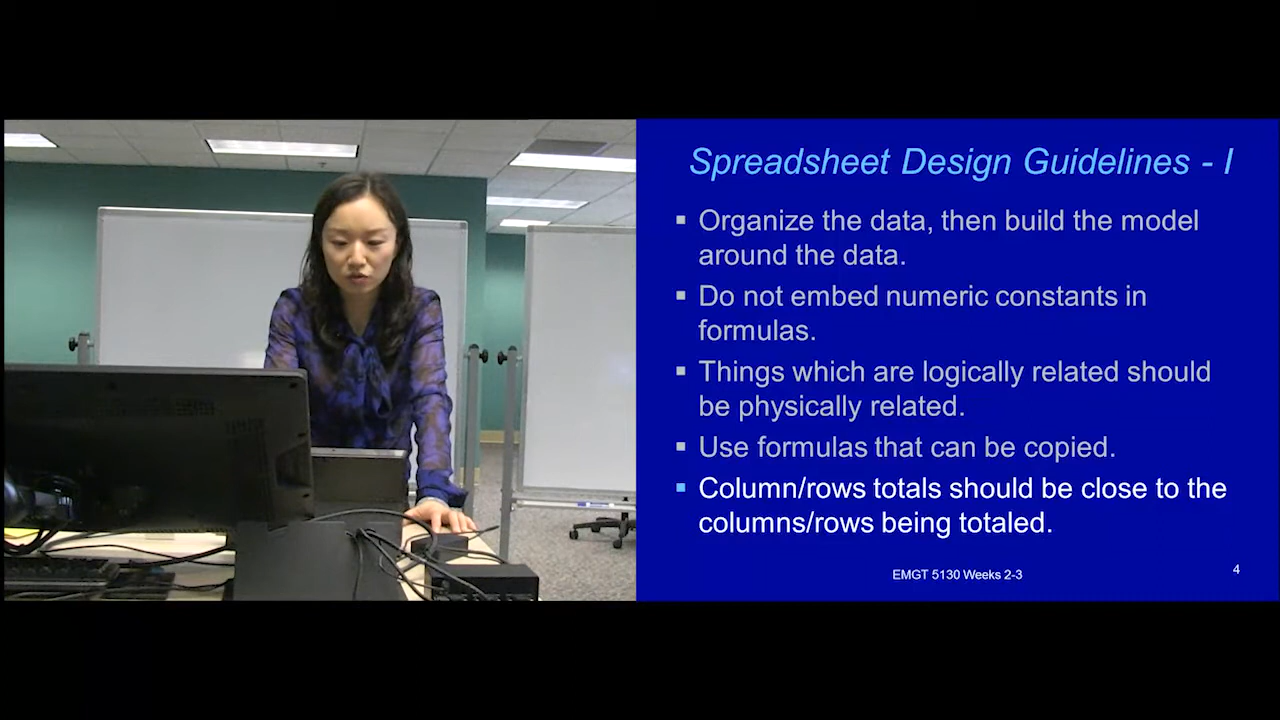 Spreadsheet Design Guidelines - I
▪ Organize the data, then build the model
around the data.
▪ Do not embed numeric constants in
formulas.
▪ Things which are logically related should
be physically related.
▪ Use formulas that can be copied.
▪ Column/rows totals should be close to the
columns/rows being totaled.
EMGT 5130 Weeks 2-3
4